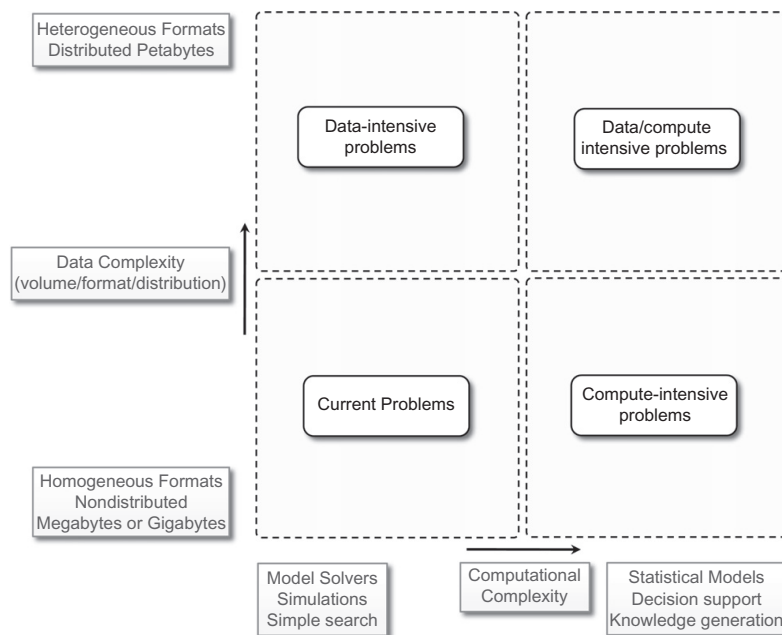 Heterogeneous Formats
Distributed Petabytes
Data-intensive
problems
Data/compute
intensive problems
Data Complexity
(volume/format/distribution)
Current Problems
Compute-intensive
problems
Homogeneous Formats
Nondistributed
Megabytes or Gigabytes
Model Solvers
Simulations
Simple search
Computational
Complexity
Statistical Models
Decision support
Knowledge generation